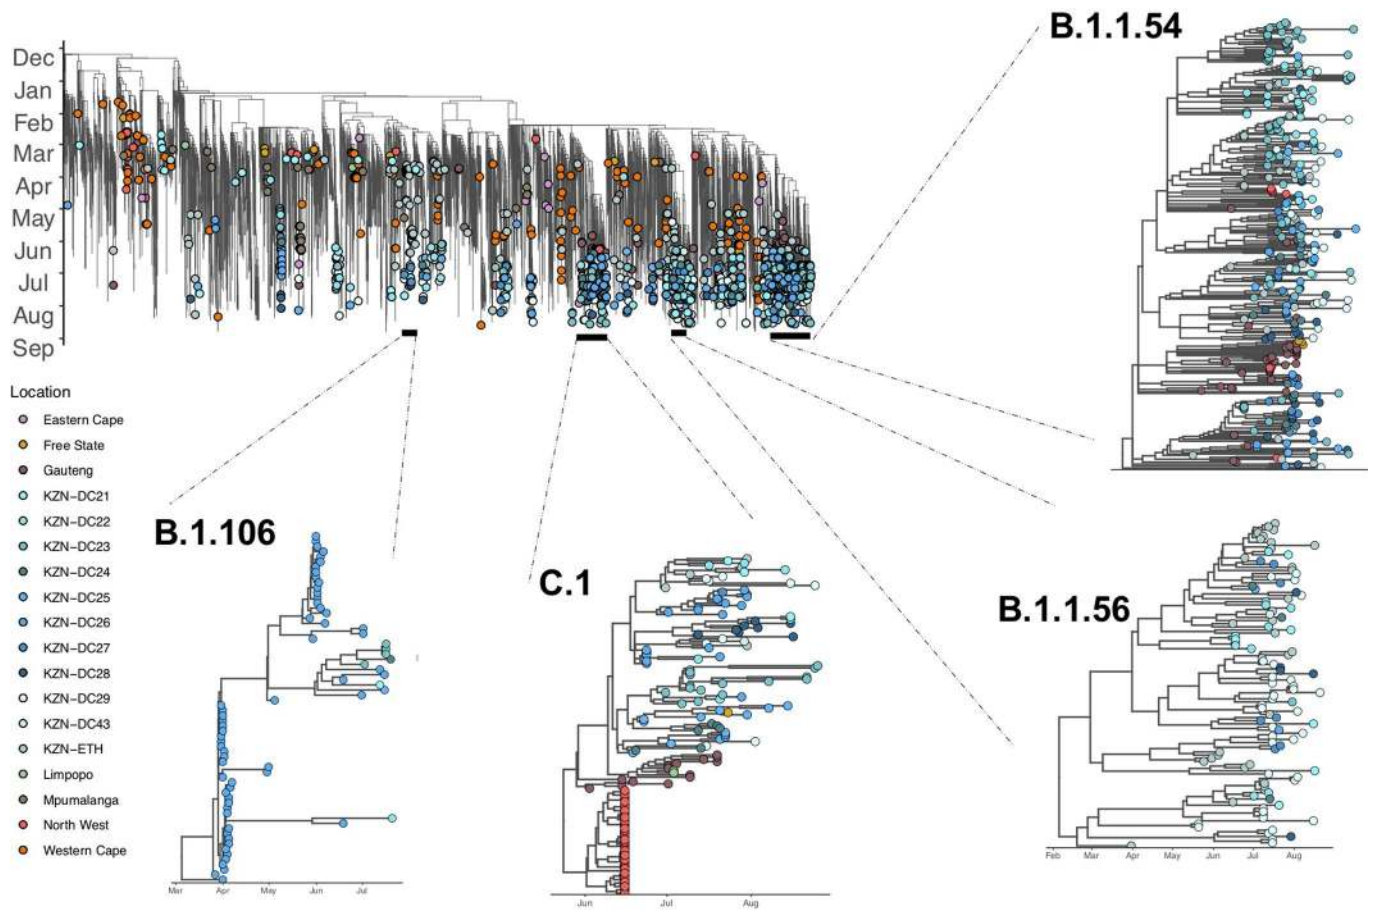 B.1.1.54
Dec
Jan
Feb
Mar
Apr
May
Jun
Jul
Aug
Sep
Location
Eastern Cape
Free State
Gauteng
KZN-DC21
KZN-DC22
KZN-DC23
KZN-DC24
KZN-DC25
KZN-DC26
KZN-DC27
KZN-DC28
KZN-DC29
KZN-DC43
KZN-ETH
Limpopo
Mpumalanga
North West
Western Cape
B.1.106
Mar Apr May Jun Jul
C.1
Jun Jul Aug
B.1.1.56
Feb Mar Apr May Jun Jul Aug